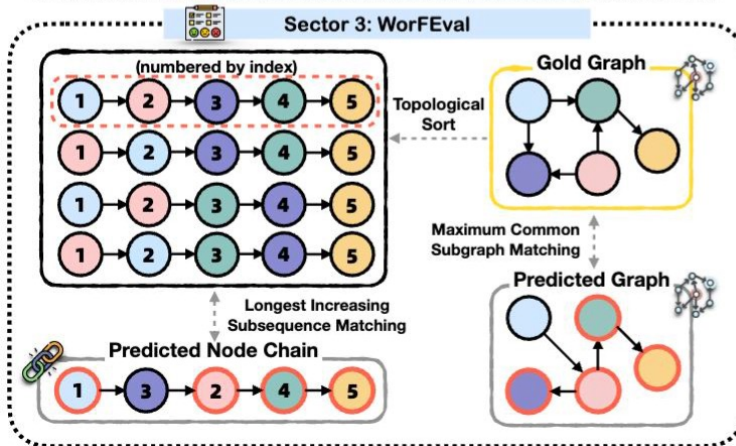 Sector 3: WorFEval
(numbered by index)
1 2 3 4 5
1 2 3 4 5
1 2 3 4 5
1 2 3 4 5
Topological
Sort
Gold Graph
Maximum Common
Subgraph Matching
Longest Increasing
Subsequence Matching
Predicted Node Chain
1 3 2 4 5
Predicted Graph